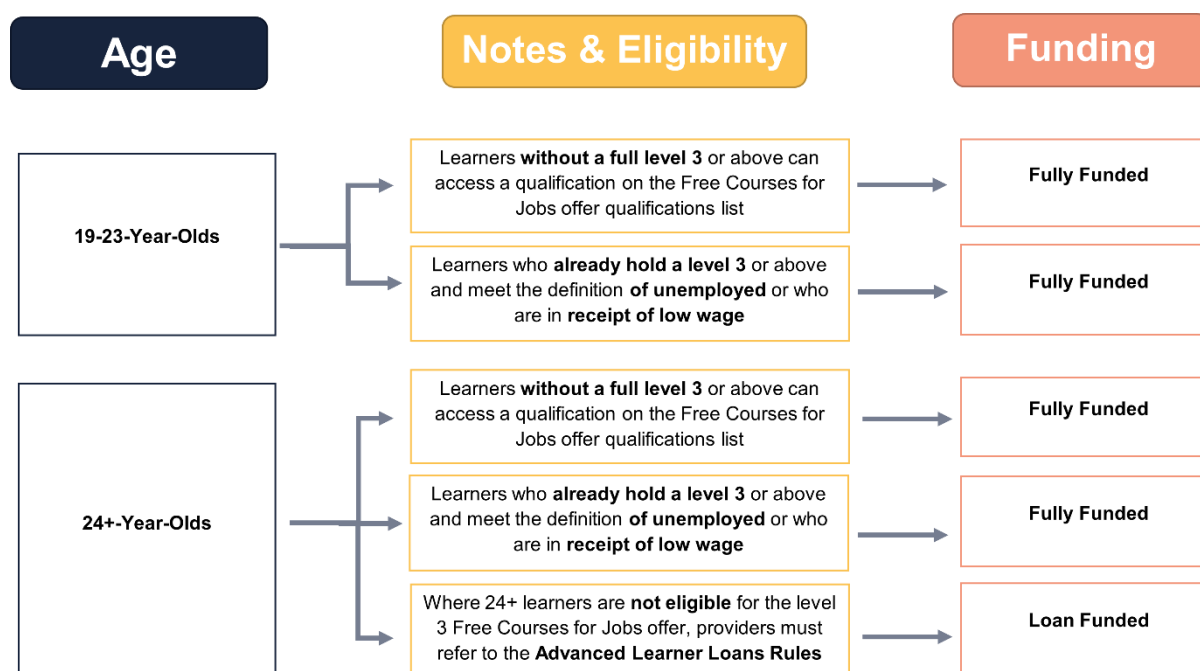 Age
Notes & Eligibility
Funding
19-23-Year-Olds
Learners without a full level 3 or above can
access a qualification on the Free Courses for
Jobs offer qualifications list
Fully Funded
Learners who already hold a level 3 or above
and meet the definition of unemployed or who
are in receipt of low wage
Fully Funded
24+-Year-Olds
Learners without a full level 3 or above can
access a qualification on the Free Courses for
Jobs offer qualifications list
Fully Funded
Learners who already hold a level 3 or above
and meet the definition of unemployed or who
are in receipt of low wage
Fully Funded
Where 24+ learners are not eligible for the level
3 Free Courses for Jobs offer, providers must
refer to the Advanced Learner Loans Rules
Loan Funded